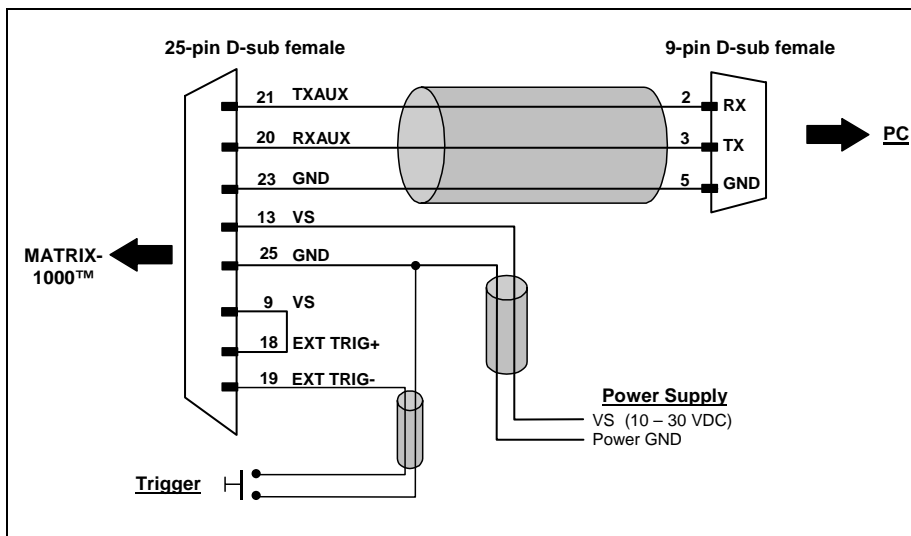 25-pin D-sub female
9-pin D-sub female
21 TXAUX
2 RX
20 RXAUX
3 TX
PC
23 GND
5 GND
13 VS
25 GND
MATRIX-
1000™
9 VS
18 EXT TRIG+
19 EXT TRIG-
Power Supply
VS (10 – 30 VDC)
Power GND
Trigger